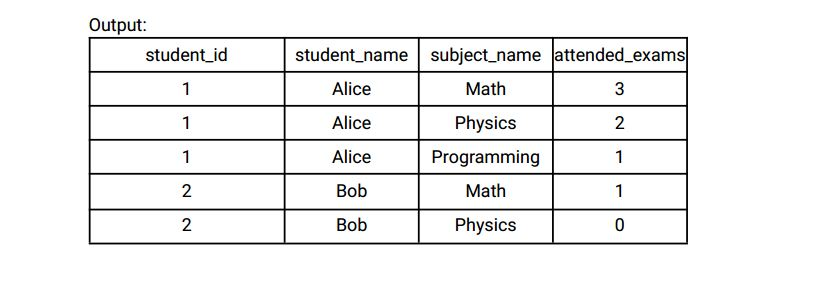 Output:
student_id student_name subject_name attended_exams
1 Alice Math 3
1 Alice Physics 2
1 Alice Programming 1
2 Bob Math 1
2 Bob Physics 0